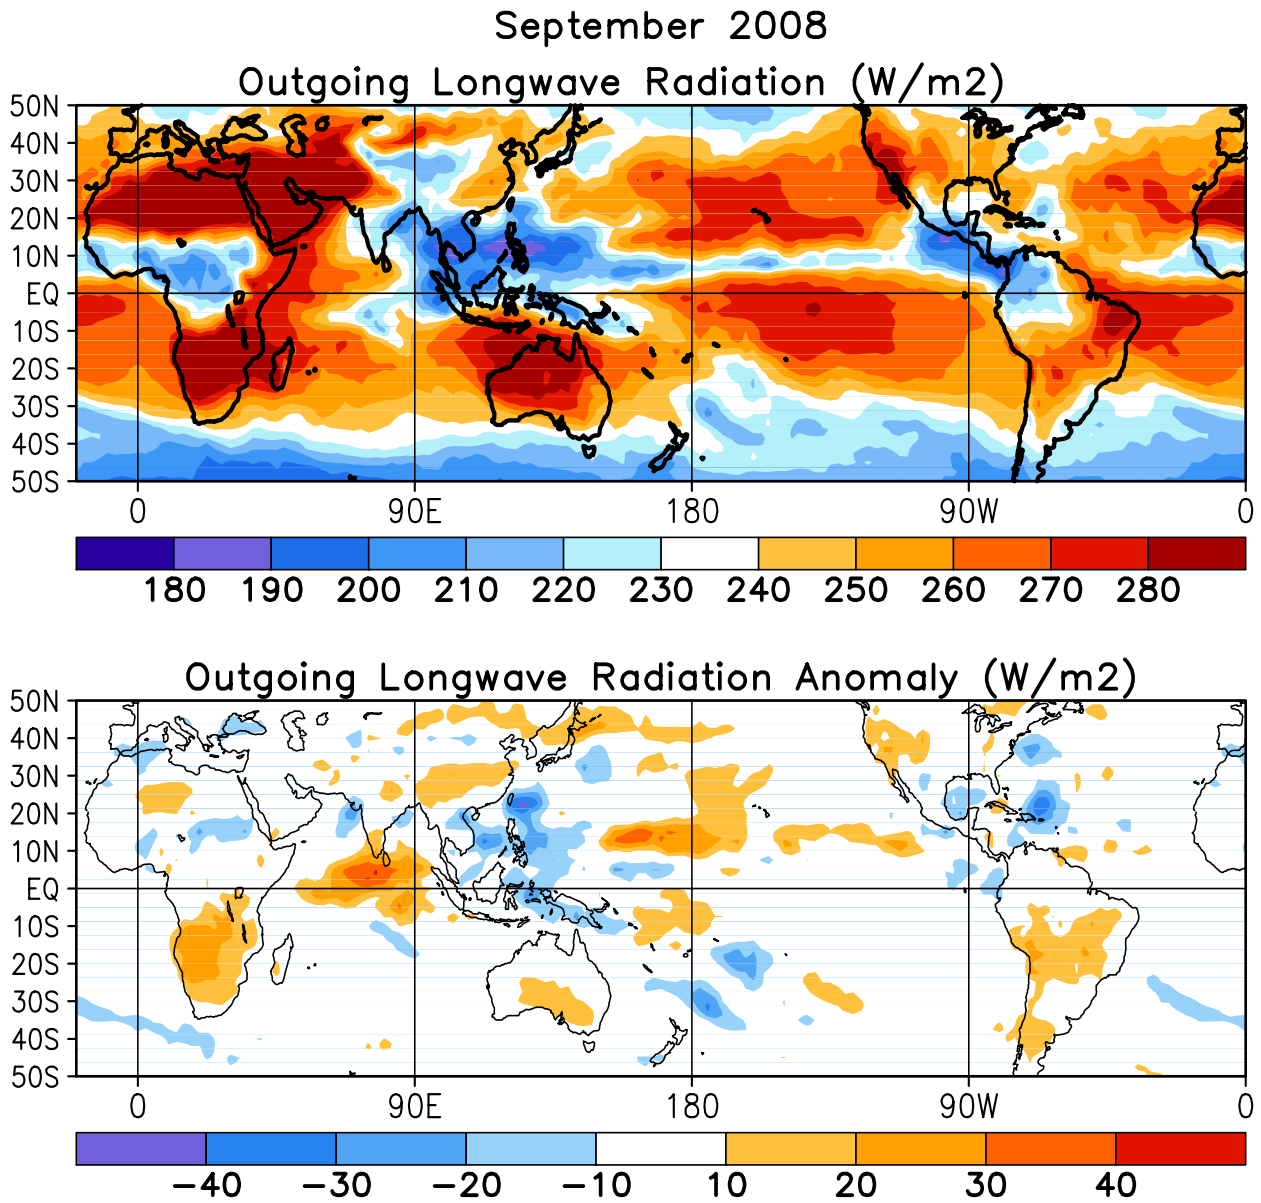 September 2008
Outgoing Longwave Radiation (W/m2)
50N
40N
30N
20N
10N
EQ
10S
20S
30S
40S
50S
0 90E 180 90W 0
180 190 200 210 220 230 240 250 260 270 280
Outgoing Longwave Radiation Anomaly (W/m2)
50N
40N
30N
20N
10N
EQ
10S
20S
30S
40S
50S
0 90E 180 90W 0
-40 -30 -20 -10 10 20 30 40